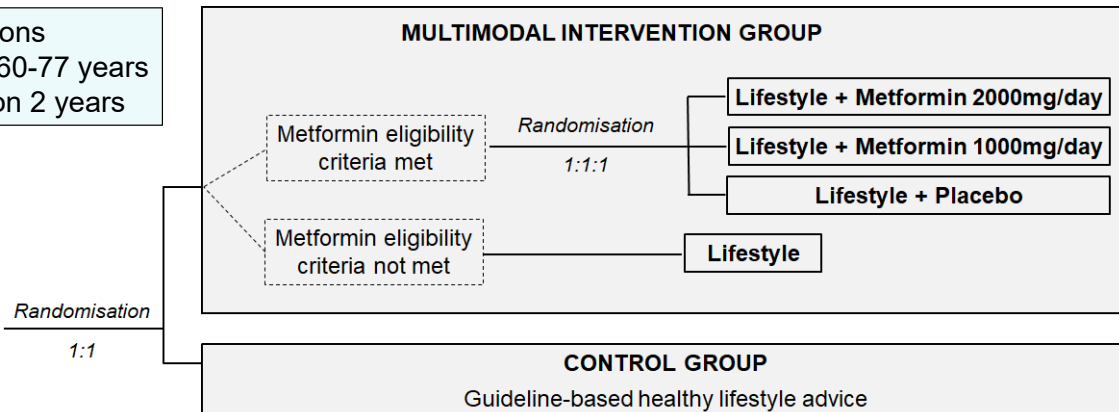 ons
60-77 years
on 2 years
MULTIMODAL INTERVENTION GROUP
Metformin eligibility
criteria met
Randomisation
1:1:1
Lifestyle + Metformin 2000mg/day
Lifestyle + Metformin 1000mg/day
Lifestyle + Placebo
Metformin eligibility
criteria not met
Lifestyle
Randomisation
1:1
CONTROL GROUP
Guideline-based healthy lifestyle advice